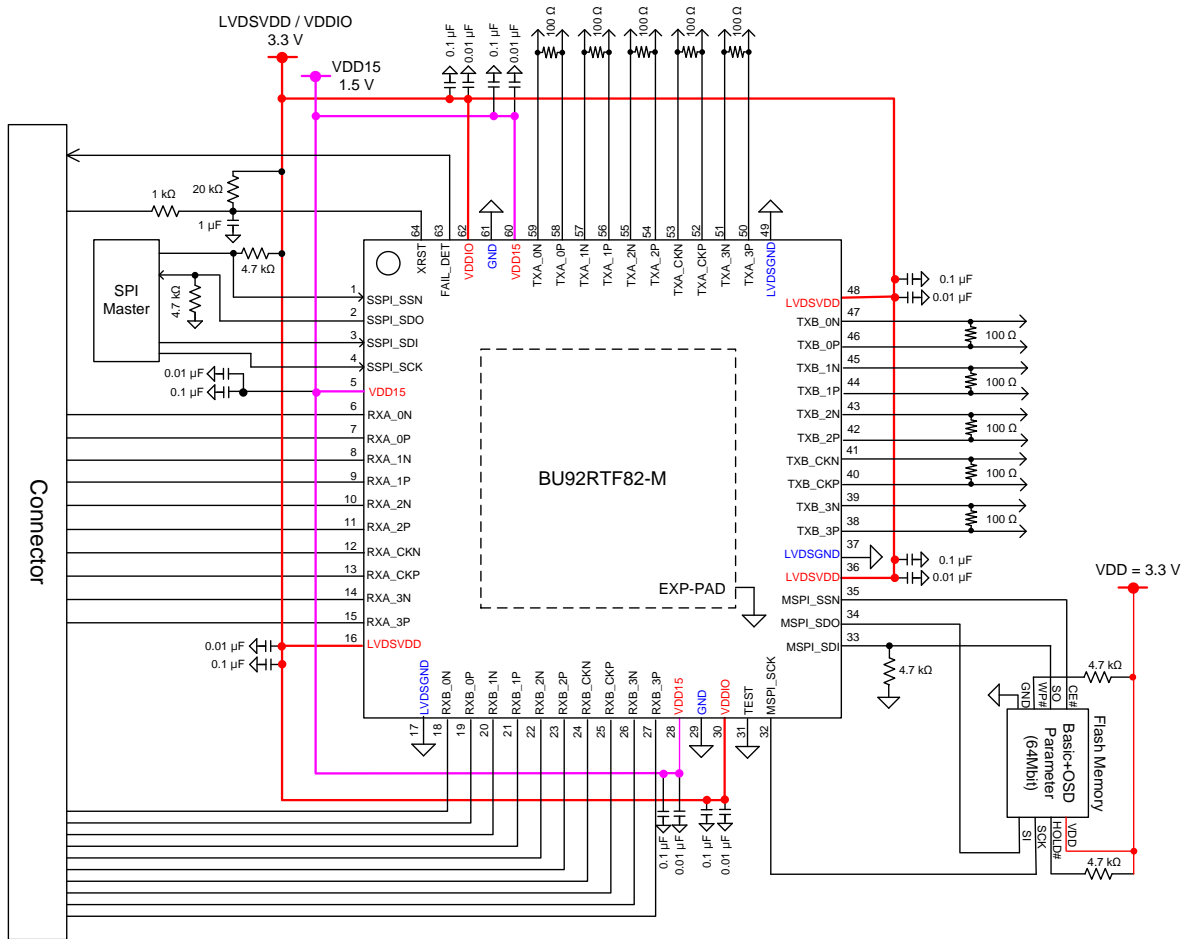 LVDSVDD / VDDIO
3.3 V
VDD15
1.5 V
0.1 µF
0.01 µF
0.1 µF
0.01 µF
100 Ω
100 Ω
100 Ω
100 Ω
100 Ω
1 kΩ
20 kΩ
1 µF
64
63
62
61
60
59
58
57
56
55
54
53
52
51
50
49
XRST
FAIL_DET
VDDIO
GND
VDD15
TXA_0N
TXA_0P
TXA_1N
TXA_1P
TXA_2N
TXA_2P
TXA_CKN
TXA_CKP
TXA_3N
TXA_3P
LVDSGND
SPI
Master
4.7 kΩ
4.7 kΩ
0.01 µF
0.1 µF
Connector
1
SSPI_SSN
2
SSPI_SDO
3
SSPI_SDI
4
SSPI_SCK
5
VDD15
6
RXA_0N
7
RXA_0P
8
RXA_1N
9
RXA_1P
10
RXA_2N
11
RXA_2P
12
RXA_CKN
13
RXA_CKP
14
RXA_3N
15
RXA_3P
16
LVDSVDD
0.01 µF
0.1 µF
BU92RTF82-M
EXP-PAD
48
LVDSVDD
0.1 µF
0.01 µF
47
TXB_0N
46
TXB_0P
100 Ω
45
TXB_1N
44
TXB_1P
100 Ω
43
TXB_2N
42
TXB_2P
100 Ω
41
TXB_CKN
40
TXB_CKP
100 Ω
39
TXB_3N
38
TXB_3P
100 Ω
37
LVDSGND
36
LVDSVDD
0.1 µF
0.01 µF
35
MSPI_SSN
34
MSPI_SDO
33
MSPI_SDI
4.7 kΩ
VDD = 3.3 V
4.7 kΩ
GND
WP#
SO
CE#
Flash Memory
Basic+OSD
Parameter
(64Mbit)
SI
SCK
HOLD#
VDD
4.7 kΩ
LVDSGND
RXB_0N
RXB_0P
RXB_1N
RXB_1P
RXB_2N
RXB_2P
RXB_CKN
RXB_CKP
RXB_3N
RXB_3P
VDD15
GND
VDDIO
TEST
MSPI_SCK
17
18
19
20
21
22
23
24
25
26
27
28
29
30
31
32
0.1 µF
0.01 µF
0.1 µF
0.01 µF